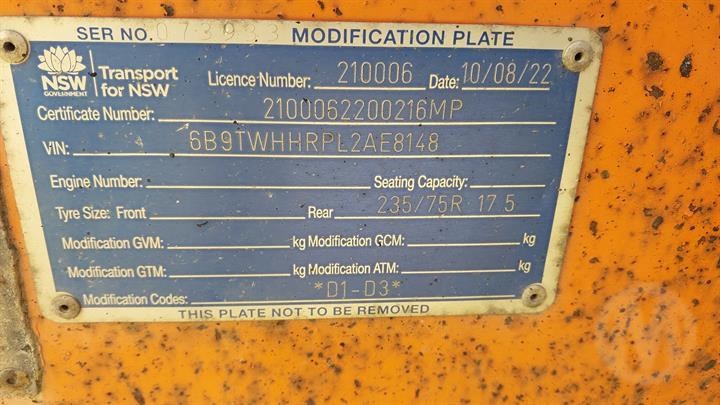 SER NO. MODIFICATION PLATE
NSW GOVERNMENT
Transport for NSW
Licence Number: 210006 Date: 10/08/22
Certificate Number: 2100062200216MP
VIN: 6B9TWHHRPL2AE8148
Engine Number: Seating Capacity:
Tyre Size: Front Rear 235/75R 17 5
Modification GVM: kg Modification GCM: kg
Modification GTM: kg Modification ATM: kg
Modification Codes: *D1-D3*
THIS PLATE NOT TO BE REMOVED